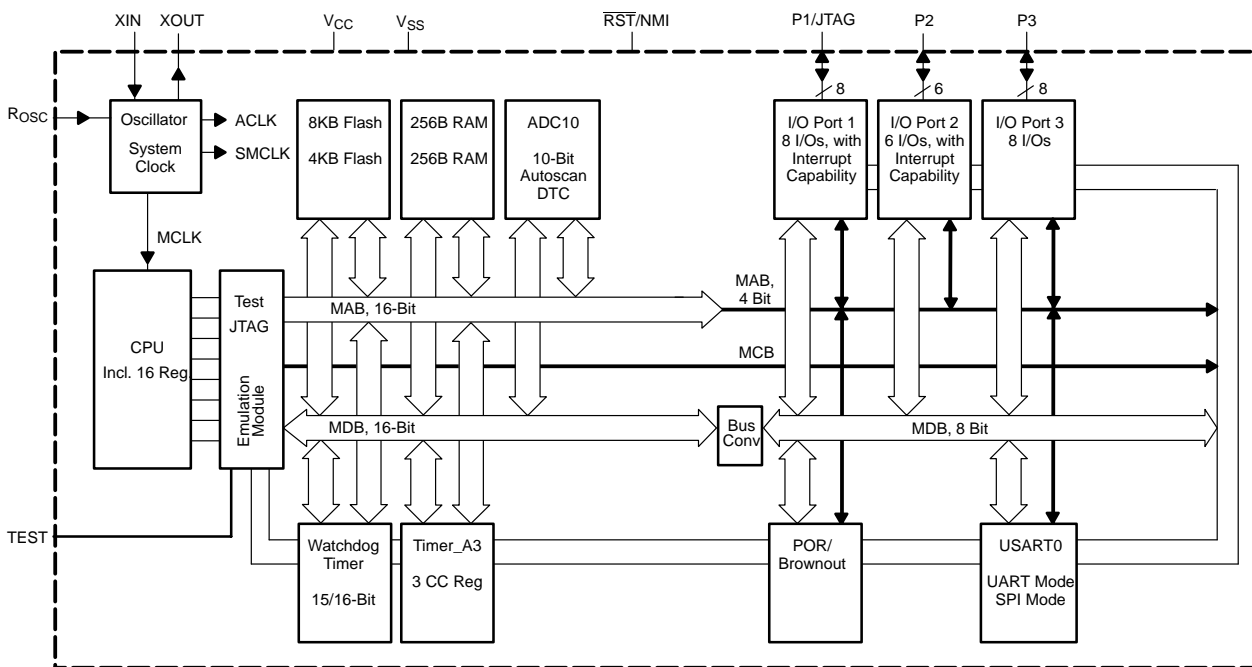 XIN
XOUT
VCC
VSS
RST/NMI
P1/JTAG
P2
P3
8
6
8
ROSC
Oscillator
System
Clock
ACLK
SMCLK
8KB Flash
4KB Flash
256B RAM
256B RAM
ADC10
10-Bit
Autoscan
DTC
I/O Port 1
8 I/Os, with
Interrupt
Capability
I/O Port 2
6 I/Os, with
Interrupt
Capability
I/O Port 3
8 I/Os
MCLK
CPU
Incl. 16 Reg.
Test
JTAG
Emulation
Module
MAB, 16-Bit
MAB,
4 Bit
MCB
MDB, 16-Bit
Bus
Conv
MDB, 8 Bit
TEST
Watchdog
Timer
15/16-Bit
Timer_A3
3 CC Reg
POR/
Brownout
USART0
UART Mode
SPI Mode